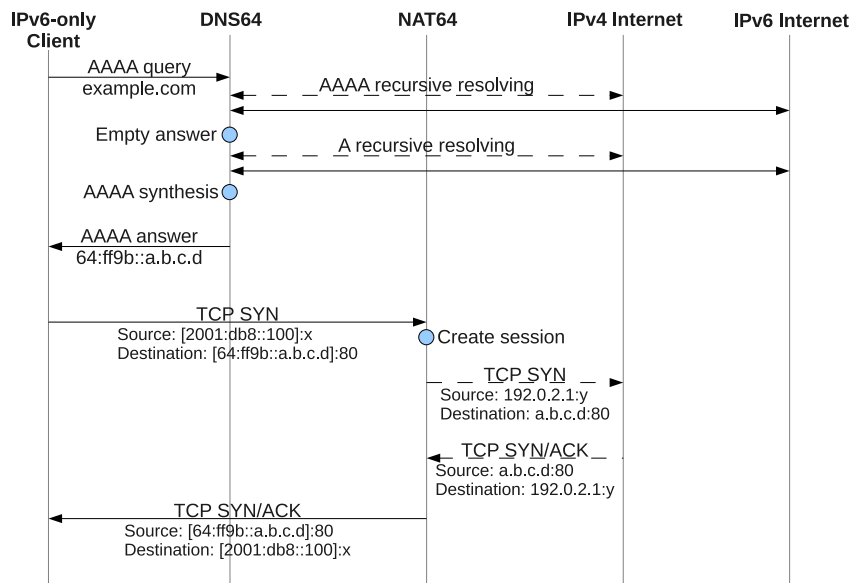 IPv6-only
Client
DNS64
NAT64
IPv4 Internet
IPv6 Internet
AAAA query
example.com
AAAA recursive resolving
Empty answer
A recursive resolving
AAAA synthesis
AAAA answer
64:ff9b::a.b.c.d
TCP SYN
Source: [2001:db8::100]:x
Destination: [64:ff9b::a.b.c.d]:80
Create session
TCP SYN
Source: 192.0.2.1:y
Destination: a.b.c.d:80
TCP SYN/ACK
Source: a.b.c.d:80
Destination: 192.0.2.1:y
TCP SYN/ACK
Source: [64:ff9b::a.b.c.d]:80
Destination: [2001:db8::100]:x